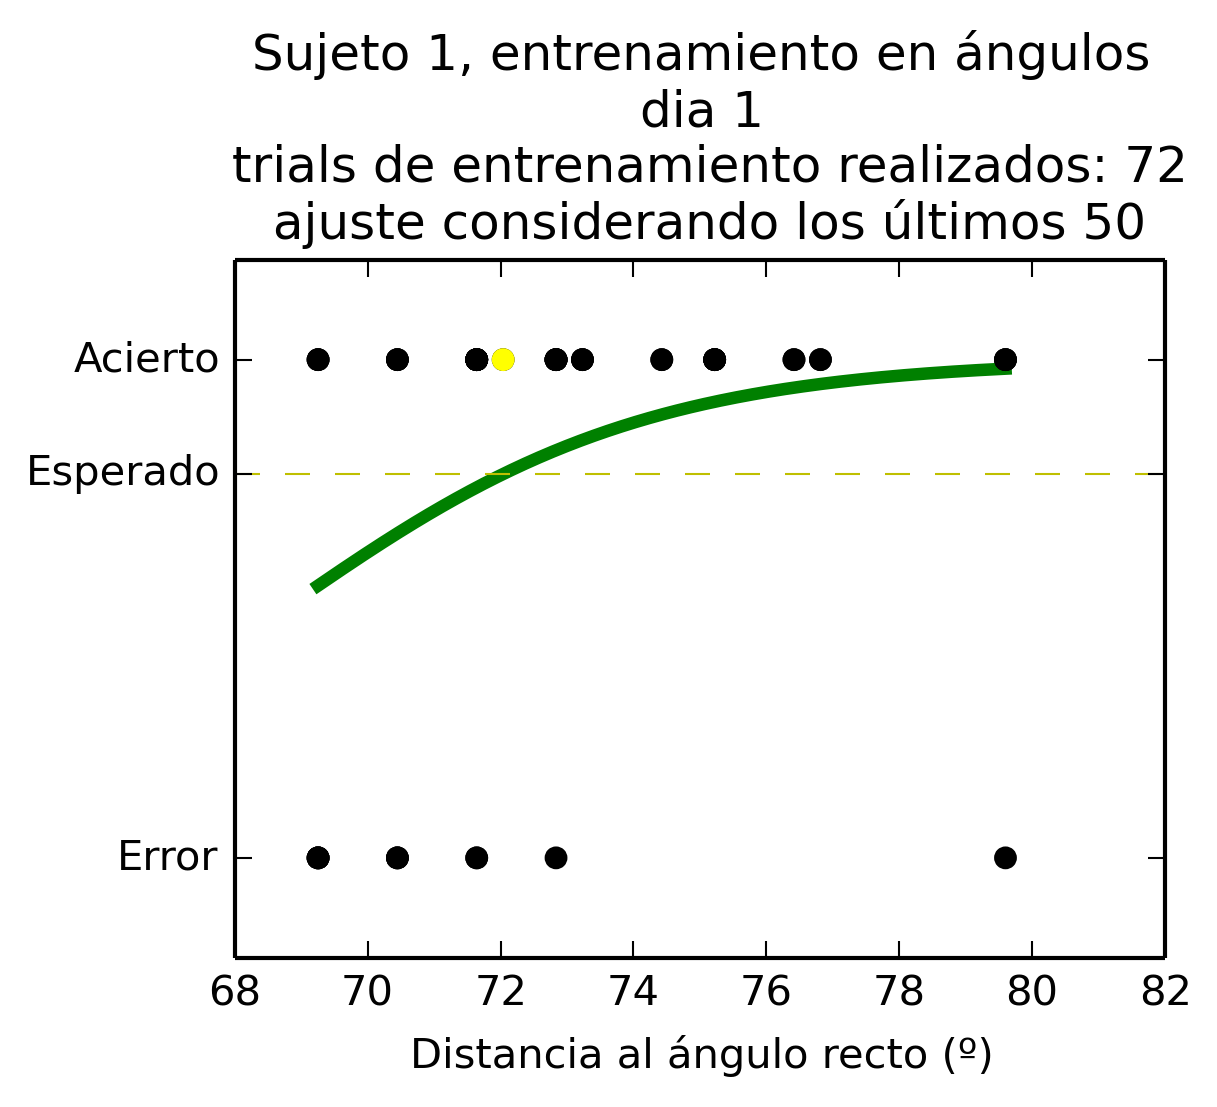 Sujeto 1, entrenamiento en ángulos
dia 1
trials de entrenamiento realizados: 72
ajuste considerando los últimos 50
Acierto
Esperado
Error
68 70 72 74 76 78 80 82
Distancia al ángulo recto (º)